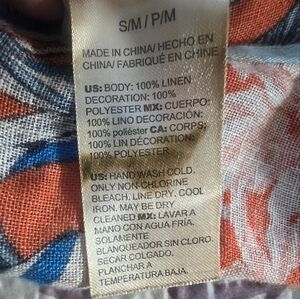 S/M / P/M
MADE IN CHINA/HECHO EN
CHINA/ FABRIQUÉ EN CHINE
US: BODY: 100% LINEN
DECORATION: 100%
POLYESTER MX: CUERPO:
100% LINO DECORACIÓN:
100% poliéster CA: CORPS:
100% LIN DÉCORATION:
100% POLYESTER
US: HAND WASH COLD.
ONLY NON-CHLORINE
BLEACH. LINE DRY. COOL
IRON. MAY BE DRY
CLEANED MX: LAVAR A
MANO CON AGUA FRÍA.
SOLAMENTE
BLANQUEADOR SIN CLORO.
SECAR COLGADO.
PLANCHAR A
TEMPERATURA BAJA.